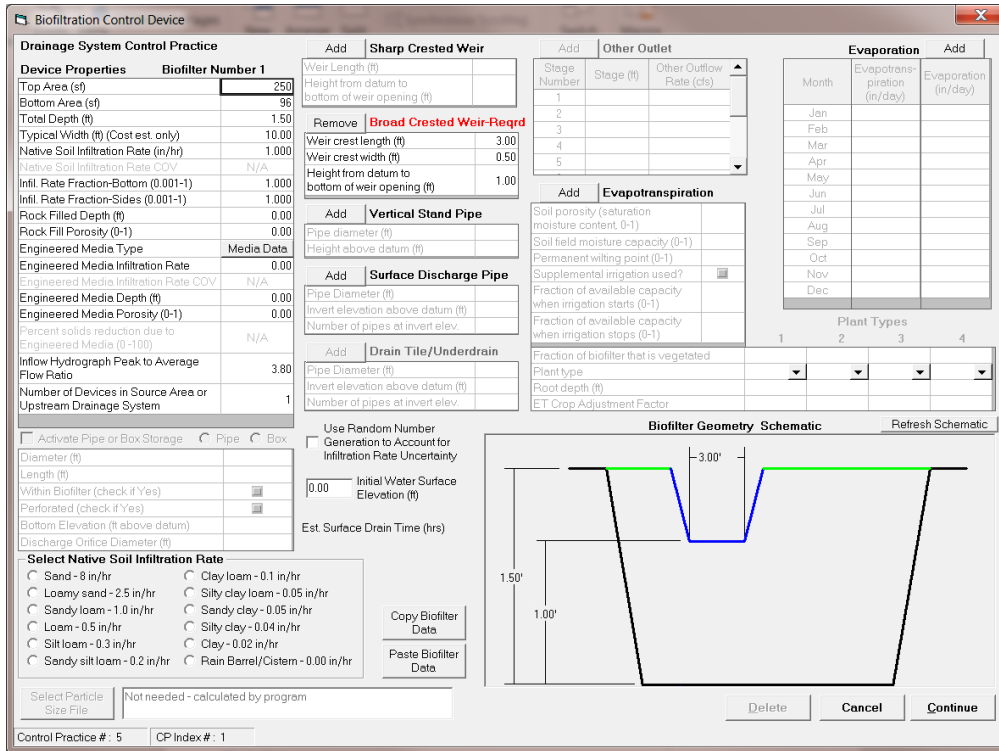 Biofiltration Control Device
Drainage System Control Practice
Device Properties Biofilter Number 1
Top Area (sf) 250
Bottom Area (sf) 96
Total Depth (ft) 1.50
Typical Width (ft) (Cost est. only) 10.00
Native Soil Infiltration Rate (in/hr) 1.000
Native Soil Infiltration Rate COV N/A
Infil. Rate Fraction-Bottom (0.001-1) 1.000
Infil. Rate Fraction-Sides (0.001-1) 1.000
Rock Filled Depth (ft) 0.00
Rock Fill Porosity (0-1) 0.00
Engineered Media Type Media Data
Engineered Media Infiltration Rate 0.00
Engineered Media Infiltration Rate COV N/A
Engineered Media Depth (ft) 0.00
Engineered Media Porosity (0-1) 0.00
Percent solids reduction due to
Engineered Media (0 -100) N/A
Inflow Hydrograph Peak to Average
Flow Ratio 3.80
Number of Devices in Source Area or
Upstream Drainage System 1
Activate Pipe or Box Storage Pipe Box
Diameter (ft)
Length (ft)
Within Biofilter (check if Yes)
Perforated (check if Yes)
Bottom Elevation (ft above datum)
Discharge Orifice Diameter (ft)
Select Native Soil Infiltration Rate
Sand - 8 in/hr Clay loam - 0.1 in/hr
Loamy sand - 2.5 in/hr Silty clay loam - 0.05 in/hr
Sandy loam - 1.0 in/hr Sandy clay - 0.05 in/hr
Loam - 0.5 in/hr Silty clay - 0.04 in/hr
Silt loam - 0.3 in/hr Clay - 0.02 in/hr
Sandy silt loam - 0.2 in/hr Rain Barrel/Cistern - 0.00 in/hr
Select Particle
Size File
Not needed - calculated by program
Control Practice # : 5 CP Index # : 1
Add Sharp Crested Weir
Weir Length (ft)
Height from datum to
bottom of weir opening (ft)
Remove Broad Crested Weir-Reqrd
Weir crest length (ft) 3.00
Weir crest width (ft) 0.50
Height from datum to
bottom of weir opening (ft) 1.00
Add Vertical Stand Pipe
Pipe diameter (ft)
Height above datum (ft)
Add Surface Discharge Pipe
Pipe Diameter (ft)
Invert elevation above datum (ft)
Number of pipes at invert elev.
Add Drain Tile/Underdrain
Pipe Diameter (ft)
Invert elevation above datum (ft)
Number of pipes at invert elev.
Use Random Number
Generation to Account for
Infiltration Rate Uncertainty
0.00 Initial Water Surface
Elevation (ft)
Est. Surface Drain Time (hrs)
Copy Biofilter
Data
Paste Biofilter
Data
Add Other Outlet
Stage
Number Stage (ft) Other Outflow
Rate (cfs)
1
2
3
4
5
Add Evapotranspiration
Soil porosity (saturation
moisture content, 0-1)
Soil field moisture capacity (0-1)
Permanent wilting point (0-1)
Supplemental irrigation used?
Fraction of available capacity
when irrigation starts (0-1)
Fraction of available capacity
when irrigation stops (0-1)
Fraction of biofilter that is vegetated
Plant type
Root depth (ft)
ET Crop Adjustment Factor
Evaporation Add
Month Evapotrans-
piration
(in/day) Evaporation
(in/day)
Jan
Feb
Mar
Apr
May
Jun
Jul
Aug
Sep
Oct
Nov
Dec
Plant Types
1 2 3 4
Biofilter Geometry Schematic Refresh Schematic
3.00'
1.50'
1.00'
Delete Cancel Continue